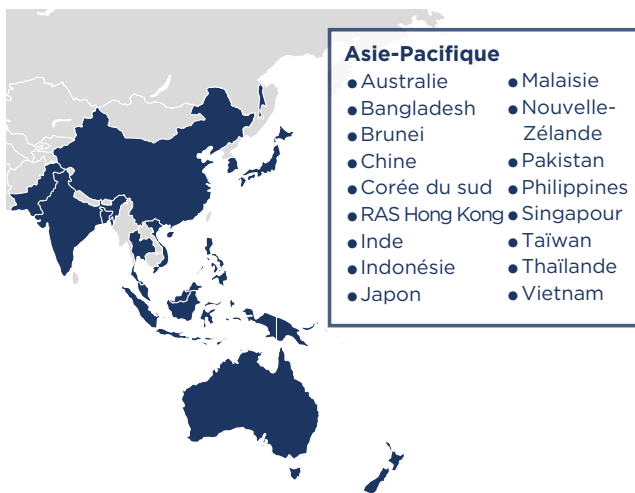 Asie-Pacifique
• Australie
• Bangladesh
• Brunei
• Chine
• Corée du sud
• RAS Hong Kong
• Inde
• Indonésie
• Japon
• Malaisie
• Nouvelle-
Zélande
• Pakistan
• Philippines
• Singapour
• Taïwan
• Thaïlande
• Vietnam